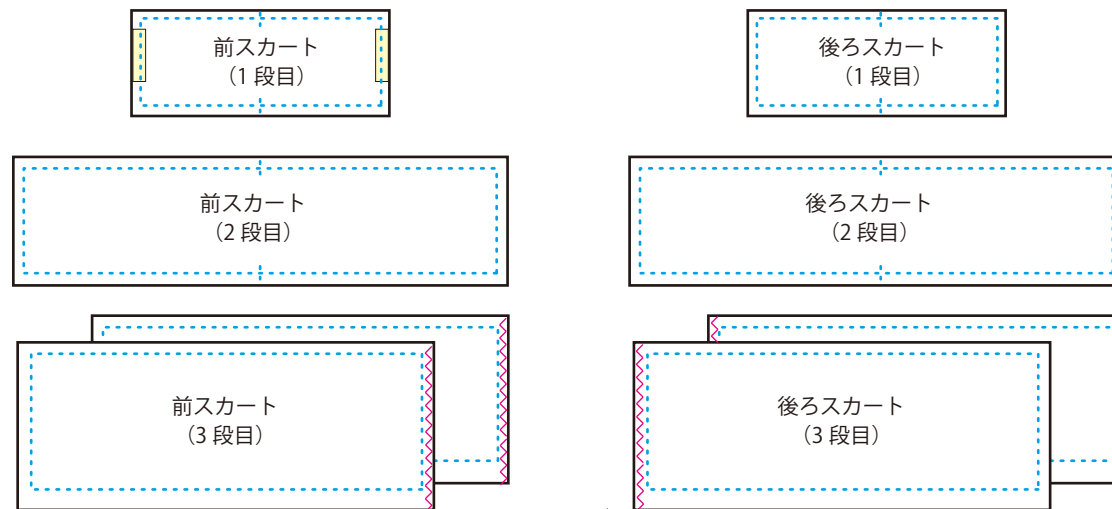 前スカート
（1 段目）
後ろスカート
（1 段目）
前スカート
（2 段目）
後ろスカート
（2 段目）
前スカート
（3 段目）
後ろスカート
（3 段目）